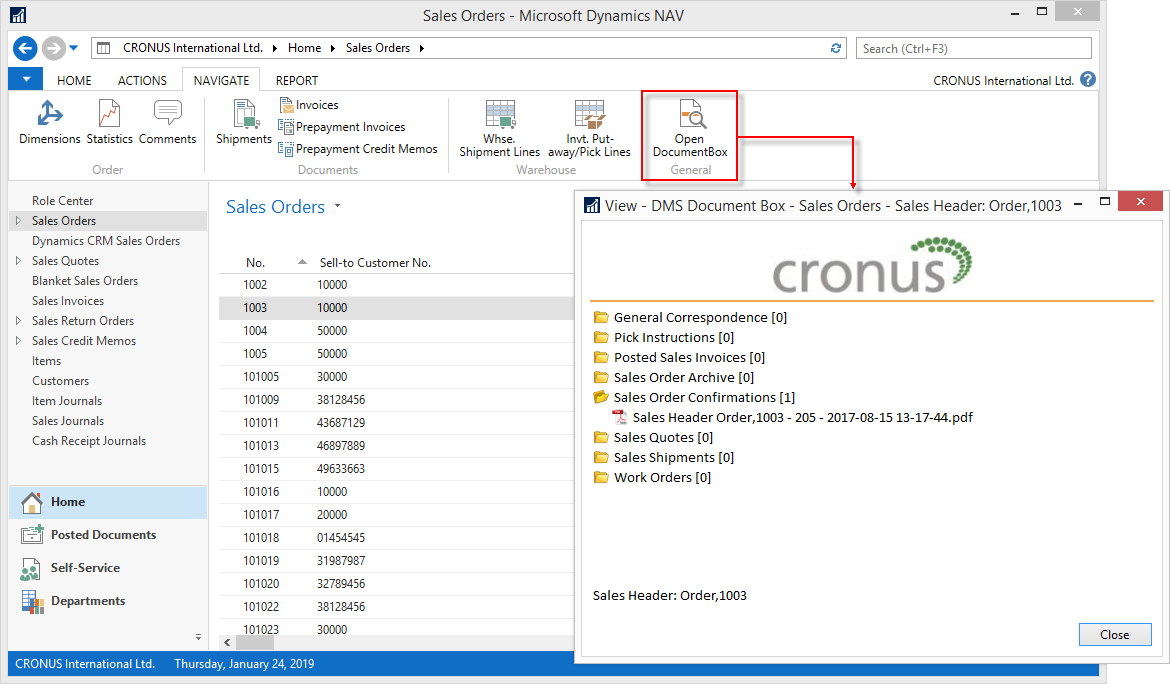 Sales Orders - Microsoft Dynamics NAV
CRONUS International Ltd. Home Sales Orders
Search (Ctrl+F3)
HOME ACTIONS NAVIGATE REPORT
CRONUS International Ltd.
Dimensions
Statistics
Comments
Order
Shipments
Invoices
Prepayment Invoices
Prepayment Credit Memos
Documents
Whse.
Shipment Lines
Invt. Put-
away/Pick Lines
Warehouse
Open
DocumentBox
General
Role Center
Sales Orders
Dynamics CRM Sales Orders
Sales Quotes
Blanket Sales Orders
Sales Invoices
Sales Return Orders
Sales Credit Memos
Items
Customers
Item Journals
Sales Journals
Cash Receipt Journals
Home
Posted Documents
Self-Service
Departments
Sales Orders
No. Sell-to Customer No.
1002 10000
1003 10000
1004 50000
1005 50000
101005 30000
101009 38128456
101011 43687129
101013 46897889
101015 49633663
101016 10000
101017 20000
101018 01454545
101019 31987987
101020 32789456
101022 38128456
101023 30000
View - DMS Document Box - Sales Orders - Sales Header: Order,1003
cronus
General Correspondence [0]
Pick Instructions [0]
Posted Sales Invoices [0]
Sales Order Archive [0]
Sales Order Confirmations [1]
Sales Header Order,1003 - 205 - 2017-08-15 13-17-44.pdf
Sales Quotes [0]
Sales Shipments [0]
Work Orders [0]
Sales Header: Order,1003
Close
CRONUS International Ltd. Thursday, January 24, 2019